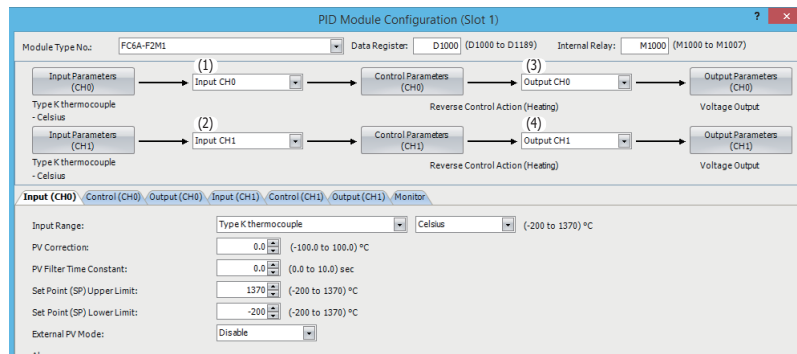 PID Module Configuration (Slot 1)
? x
Module Type No.: FC6A-F2M1 Data Register: D1000 (D1000 to D1189) Internal Relay: M1000 (M1000 to M1007)
(1) (3)
Input Parameters (CH0) Input CH0 Control Parameters (CH0) Output CH0 Output Parameters (CH0)
Type K thermocouple Reverse Control Action (Heating) Voltage Output
- Celsius
(2) (4)
Input Parameters (CH1) Input CH1 Control Parameters (CH1) Output CH1 Output Parameters (CH1)
Type K thermocouple Reverse Control Action (Heating) Voltage Output
- Celsius
Input (CH0) Control (CH0) Output (CH0) Input (CH1) Control (CH1) Output (CH1) Monitor
Input Range: Type K thermocouple Celsius (-200 to 1370) °C
PV Correction: 0.0 (-100.0 to 100.0) °C
PV Filter Time Constant: 0.0 (0.0 to 10.0) sec
Set Point (SP) Upper Limit: 1370 (-200 to 1370) °C
Set Point (SP) Lower Limit: -200 (-200 to 1370) °C
External PV Mode: Disable